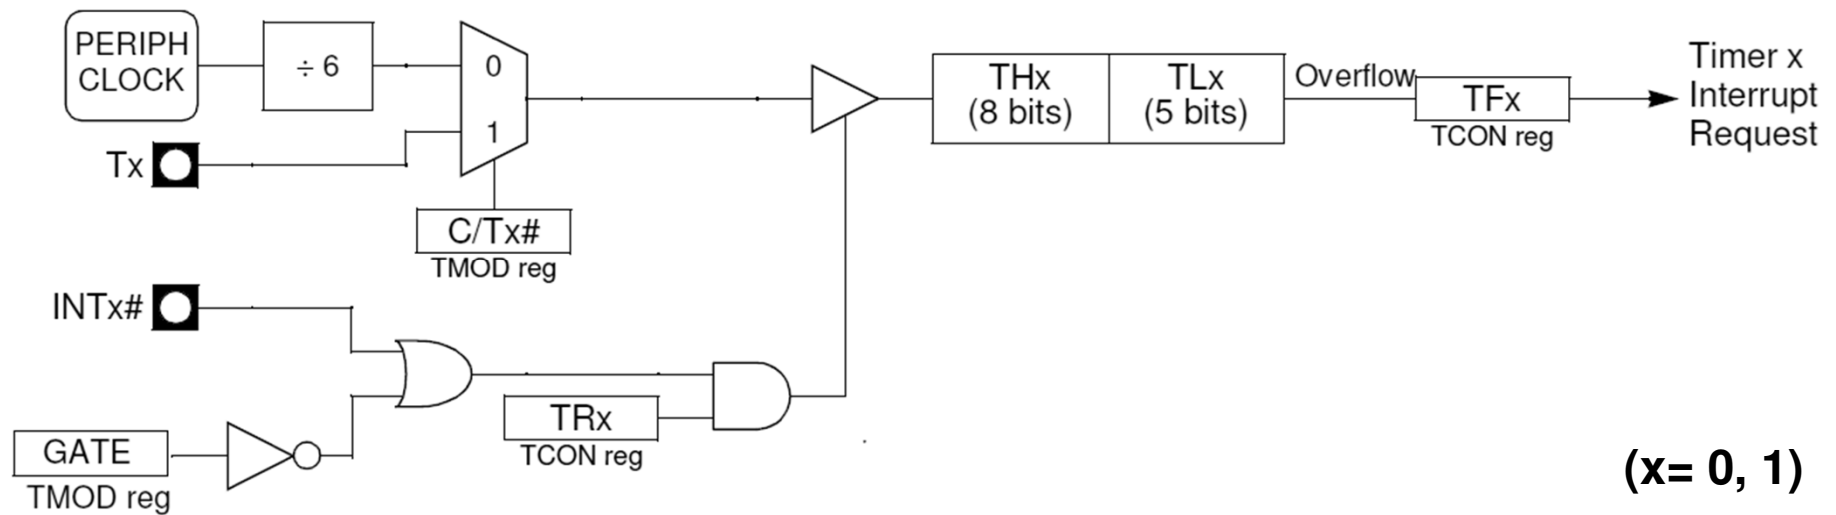 PERIPH
CLOCK
÷ 6
0
1
Tx
C/Tx#
TMOD reg
THx
(8 bits)
TLx
(5 bits)
Overflow
TFx
TCON reg
Timer x
Interrupt
Request
INTx#
GATE
TMOD reg
TRx
TCON reg
(x= 0, 1)